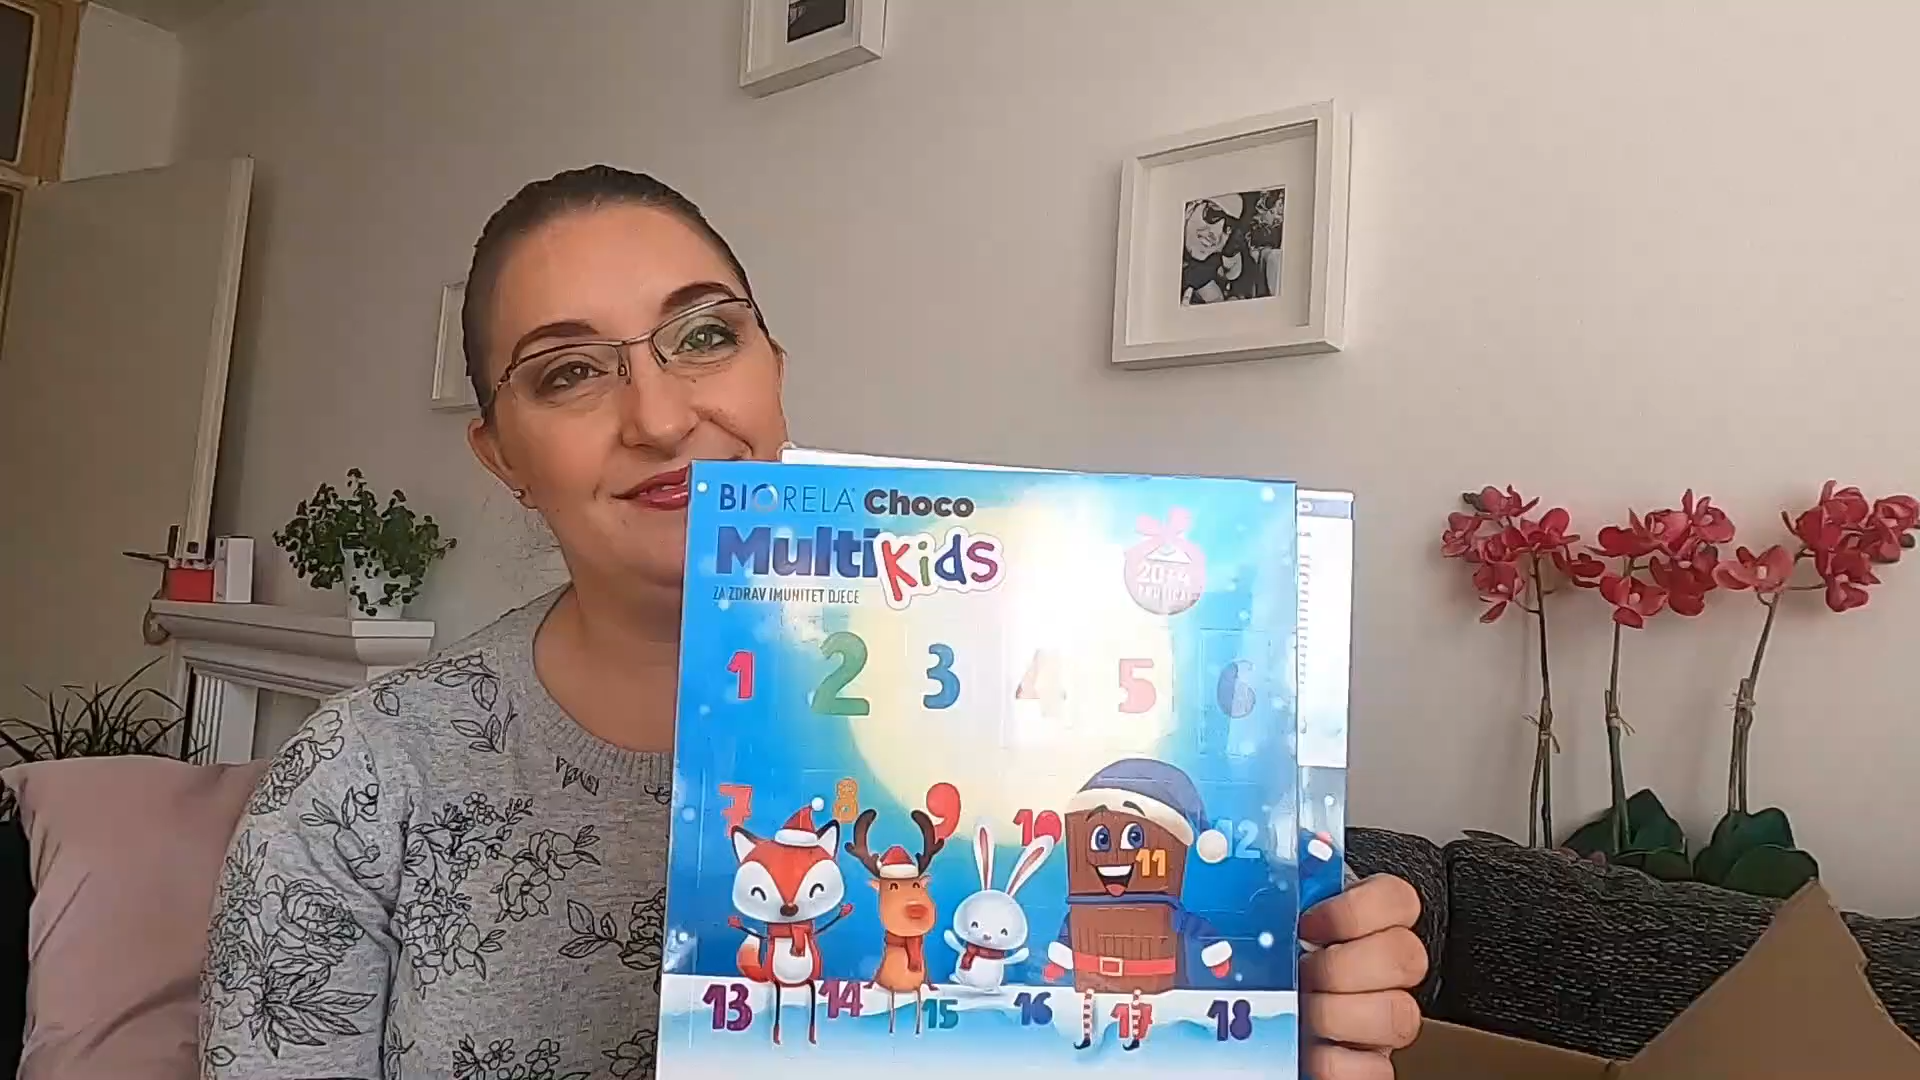 BIORELA Choco
MultiKids
ZA ZDRAV IMUNITET DJECE
1 2 3 4 5 6
7 8 9 10 11 12
13 14 15 16 17 18